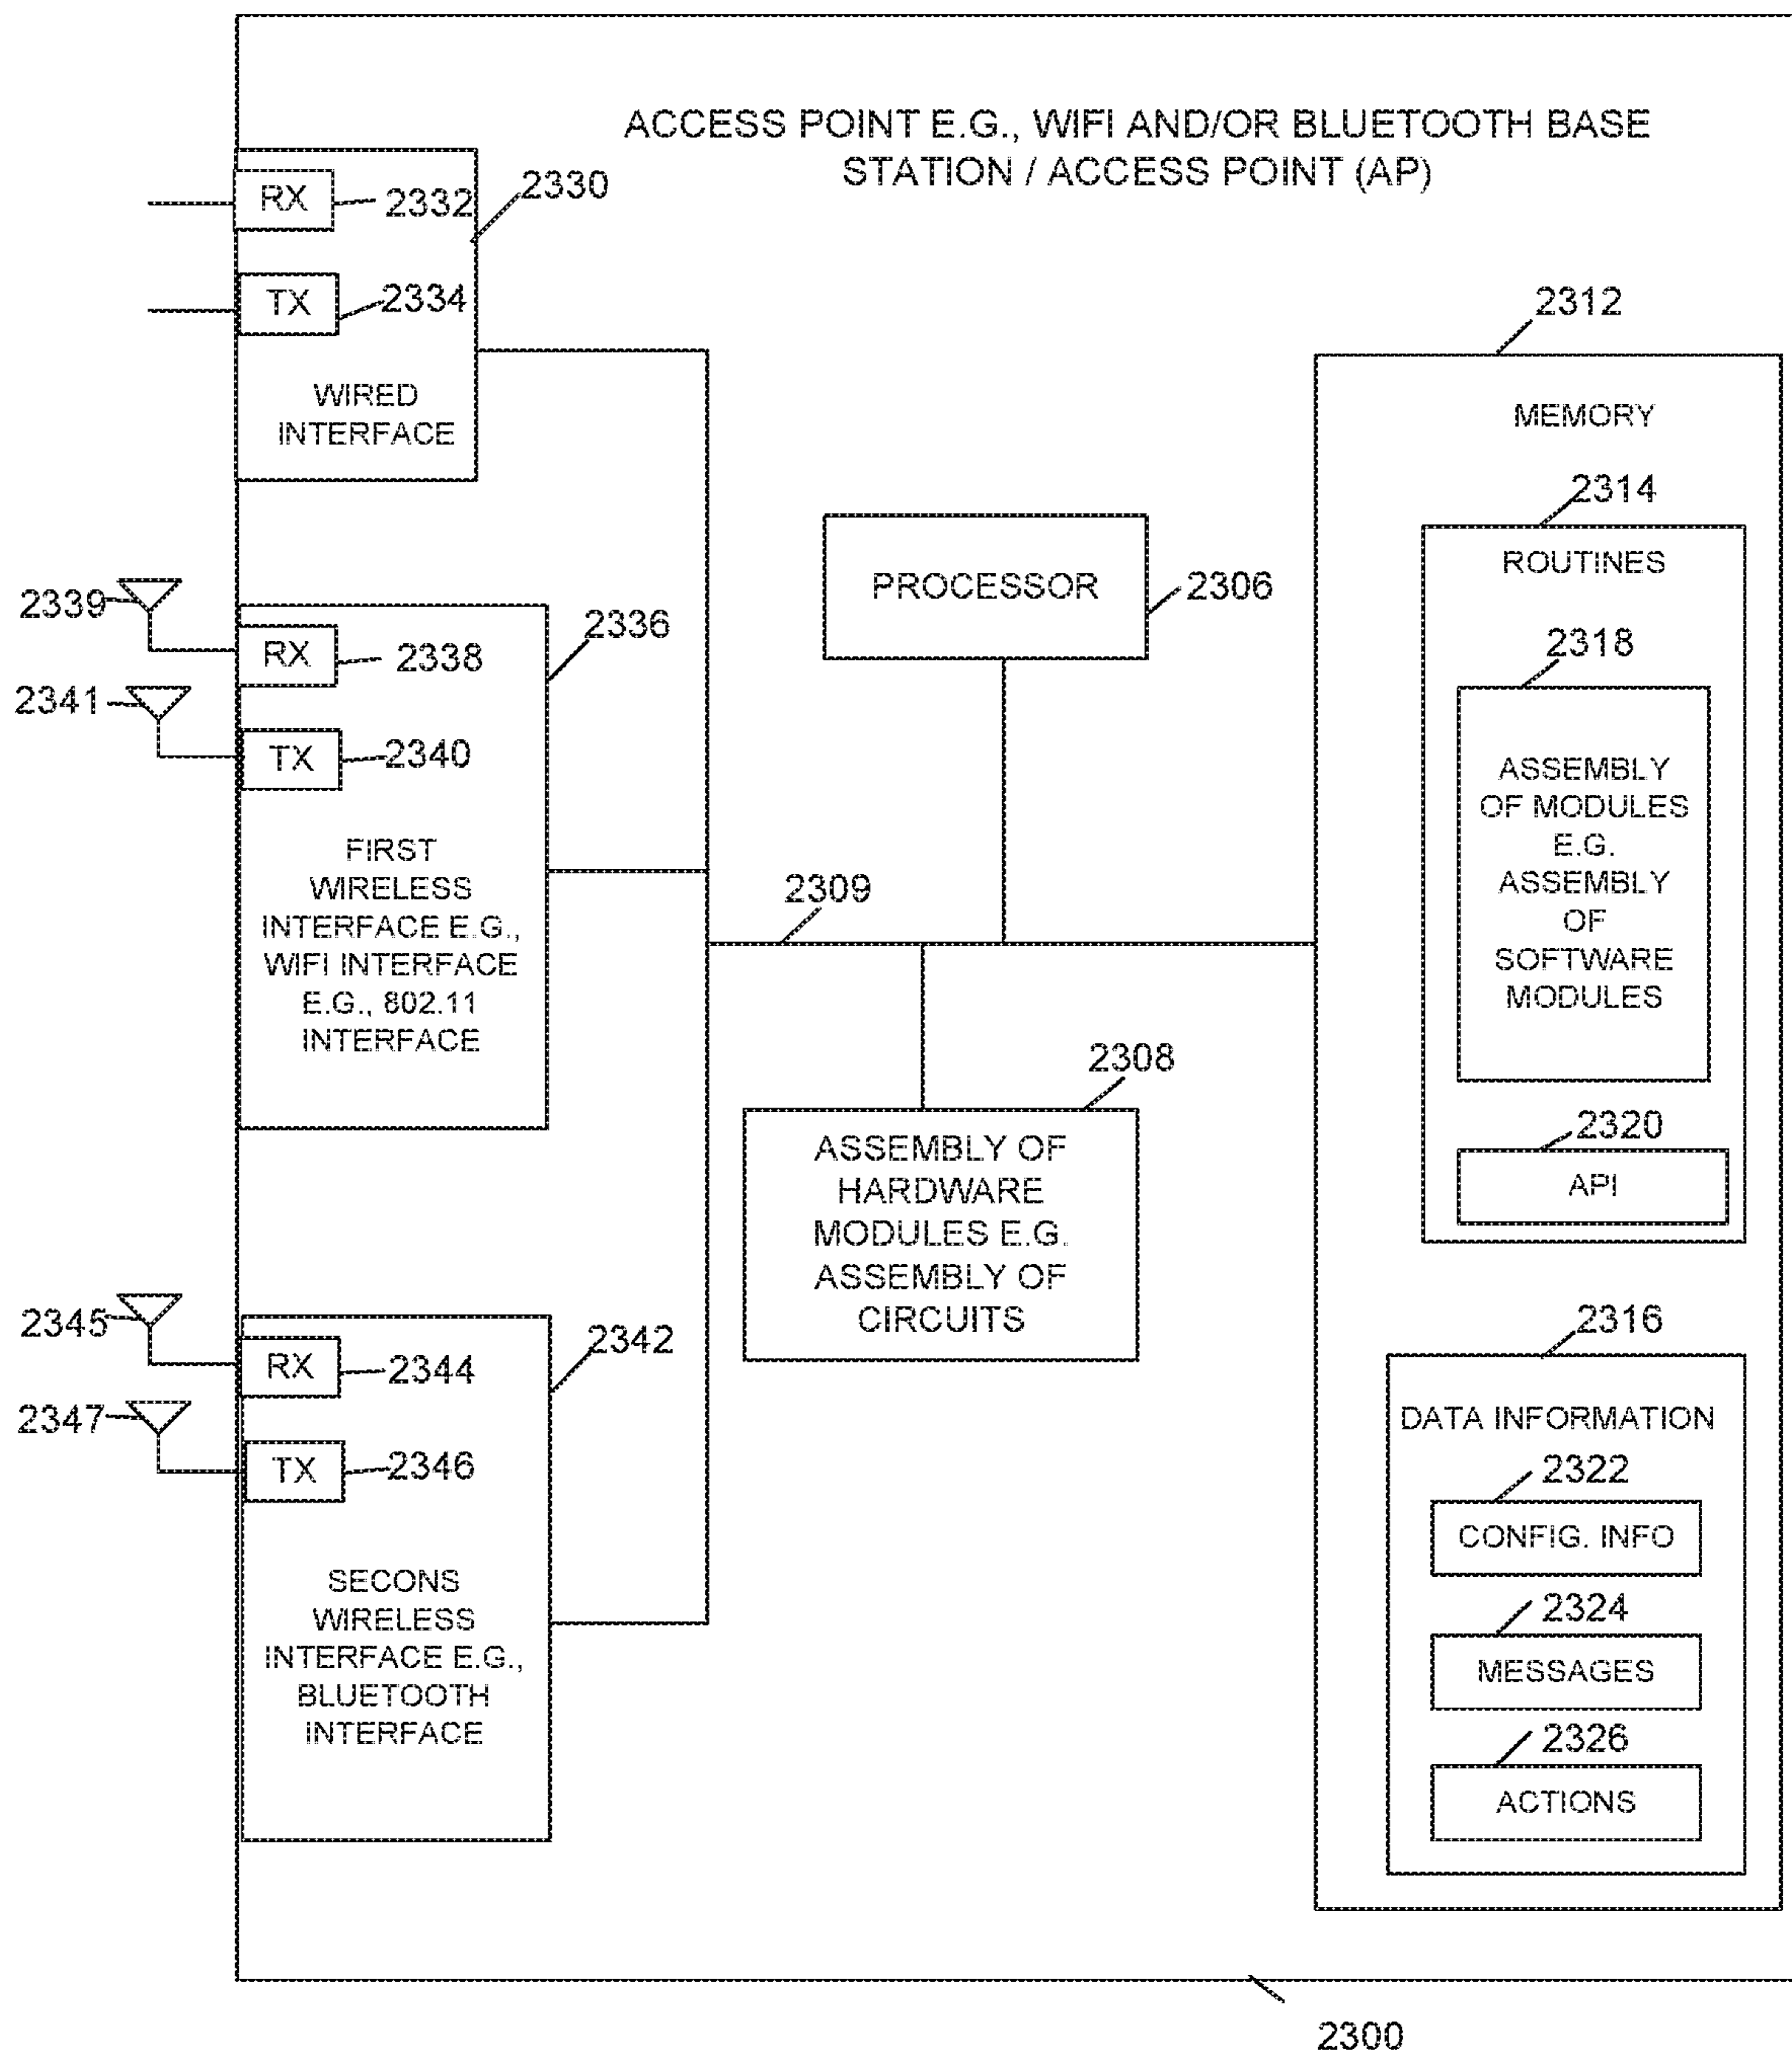 ACCESS POINT E.G., WIFI AND/OR BLUETOOTH BASE
STATION / ACCESS POINT (AP)
RX
2332
2330
TX
2334
WIRED
INTERFACE
2339
RX
2338
2336
2341
TX
2340
FIRST
WIRELESS
INTERFACE E.G.,
WIFI INTERFACE
E.G., 802.11
INTERFACE
2345
RX
2344
2342
2347
TX
2346
SECONS
WIRELESS
INTERFACE E.G.,
BLUETOOTH
INTERFACE
PROCESSOR
2306
2309
2308
ASSEMBLY OF
HARDWARE
MODULES E.G.
ASSEMBLY OF
CIRCUITS
2312
MEMORY
2314
ROUTINES
2318
ASSEMBLY
OF MODULES
E.G.
ASSEMBLY
OF
SOFTWARE
MODULES
2320
API
2316
DATA INFORMATION
2322
CONFIG. INFO
2324
MESSAGES
2326
ACTIONS
2300